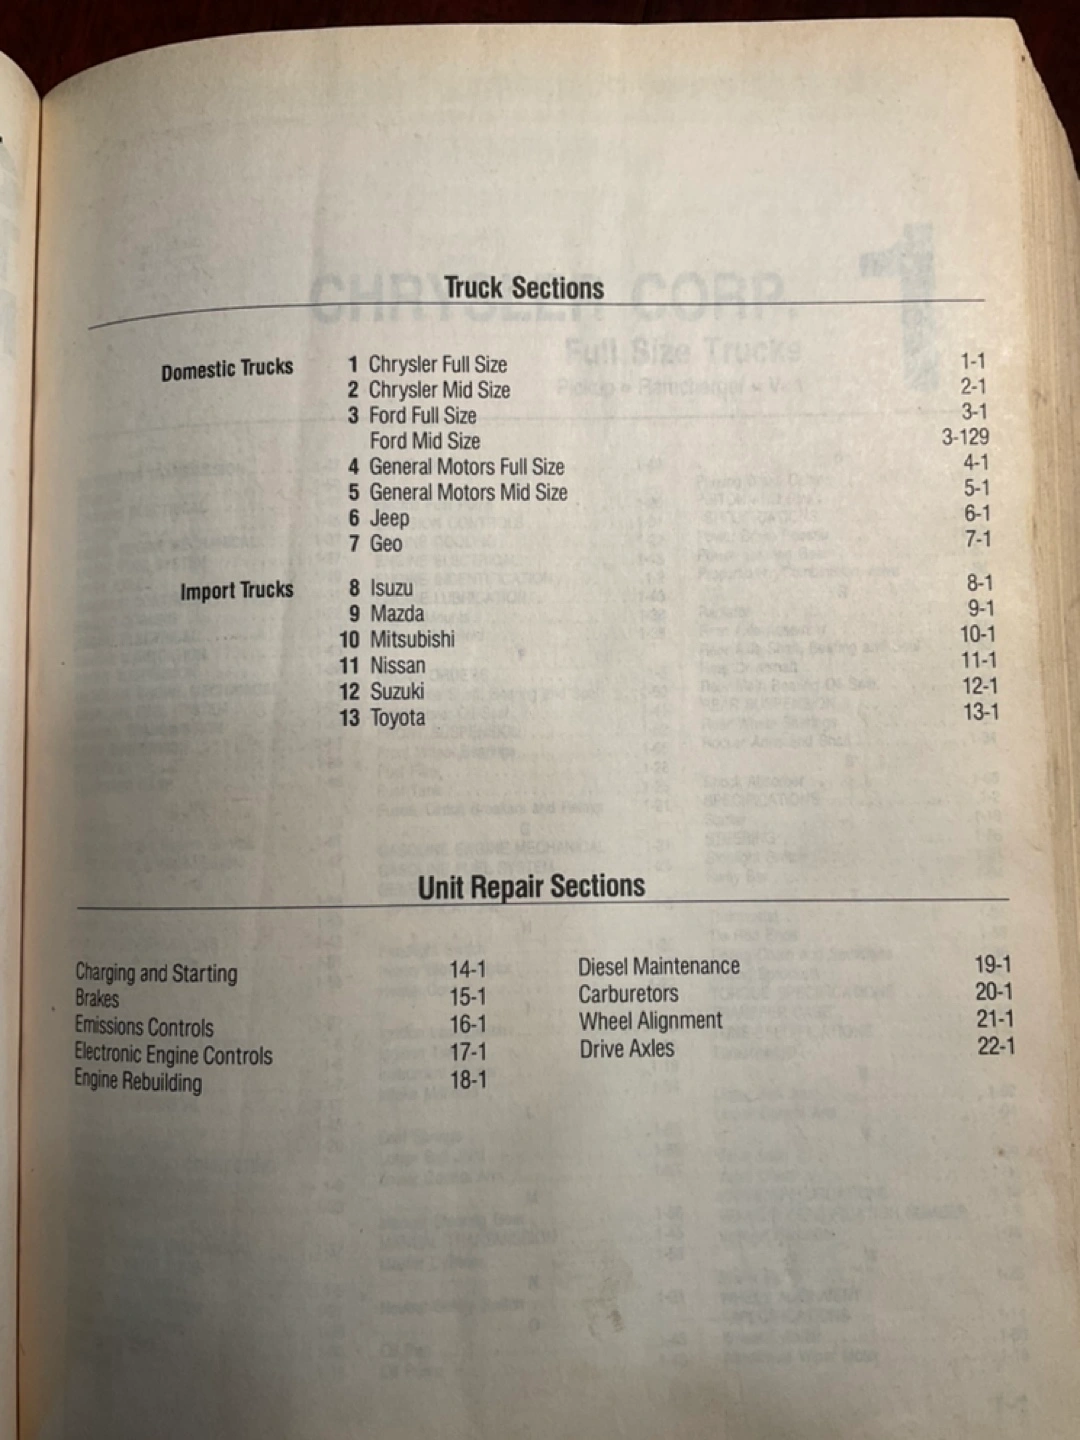 Truck Sections
Domestic Trucks 1 Chrysler Full Size 1-1
2 Chrysler Mid Size 2-1
3 Ford Full Size 3-1
Ford Mid Size 3-129
4 General Motors Full Size 4-1
5 General Motors Mid Size 5-1
6 Jeep 6-1
7 Geo 7-1
Import Trucks 8 Isuzu 8-1
9 Mazda 9-1
10 Mitsubishi 10-1
11 Nissan 11-1
12 Suzuki 12-1
13 Toyota 13-1
Unit Repair Sections
Charging and Starting 14-1 Diesel Maintenance 19-1
Brakes 15-1 Carburetors 20-1
Emissions Controls 16-1 Wheel Alignment 21-1
Electronic Engine Controls 17-1 Drive Axles 22-1
Engine Rebuilding 18-1